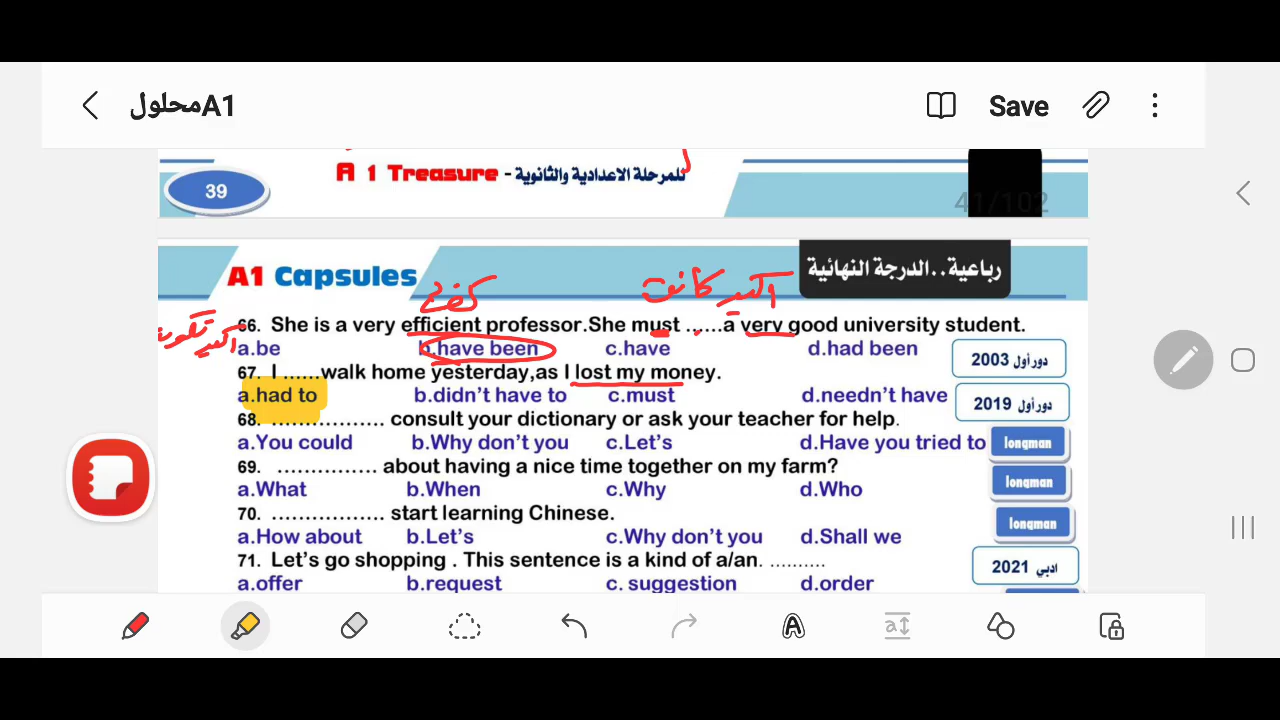 محلولA1
Save
A 1 Treasure - للمرحلة الاعدادية والثانوية
39
41/102
A1 Capsules
رباعية..الدرجة النهائية
اكيد كانت
66. She is a very efficient professor.She must ......a very good university student.
اكيد تكون
a.be b.have been c.have d.had been
دور أول 2003
67. I ......walk home yesterday,as I lost my money.
a.had to b.didn't have to c.must d.needn't have
دور أول 2019
68. ................. consult your dictionary or ask your teacher for help.
a.You could b.Why don't you c.Let's d.Have you tried to
longman
69. ............... about having a nice time together on my farm?
a.What b.When c.Why d.Who
longman
70. ................. start learning Chinese.
a.How about b.Let's c.Why don't you d.Shall we
longman
71. Let's go shopping . This sentence is a kind of a/an. ..........
a.offer b.request c. suggestion d.order
ادبي 2021